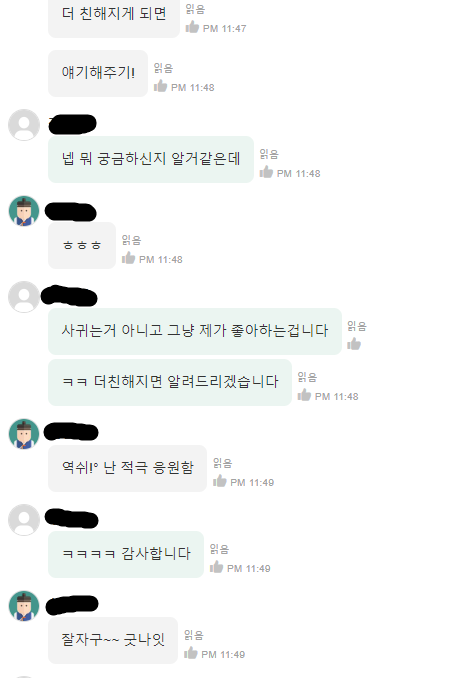 더 친해지게 되면
읽음
PM 11:47
얘기해주기!
읽음
PM 11:48
넵 뭐 궁금하신지 알거같은데
읽음
PM 11:48
ㅎㅎㅎ
읽음
PM 11:48
사귀는거 아니고 그냥 제가 좋아하는겁니다
읽음
ㅋㅋ 더친해지면 알려드리겠습니다
읽음
PM 11:48
역쉬!° 난 적극 응원함
읽음
PM 11:49
ㅋㅋㅋㅋ 감사합니다
읽음
PM 11:49
잘자구~~ 굿나잇
읽음
PM 11:49